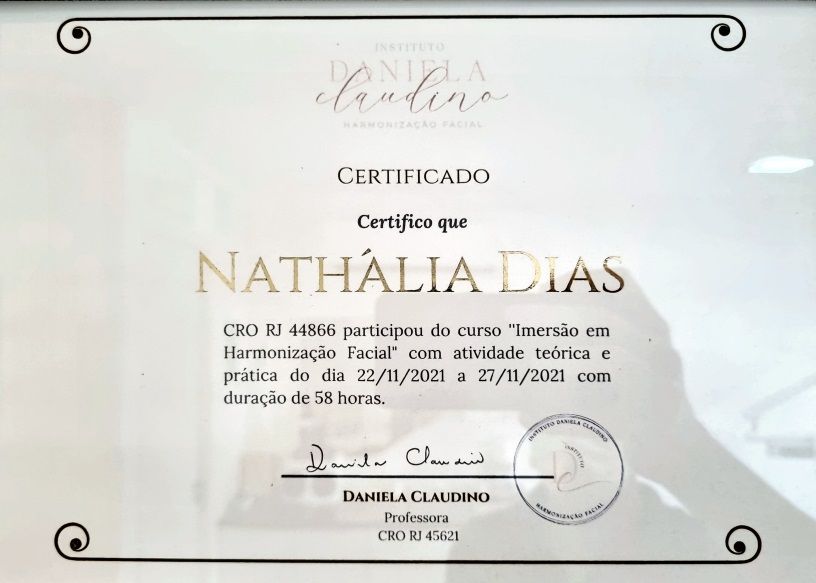 INSTITUTO
DANIELA
claudino
HARMONIZAÇÃO FACIAL
CERTIFICADO
Certifico que
NATHÁLIA DIAS
CRO RJ 44866 participou do curso "Imersão em
Harmonização Facial" com atividade teórica e
prática do dia 22/11/2021 a 27/11/2021 com
duração de 58 horas.
Daniela Claudino
DANIELA CLAUDINO
Professora
CRO RJ 45621
INSTITUTO DANIELA CLAUDINO
INSTITUTO
HARMONIZAÇÃO FACIAL